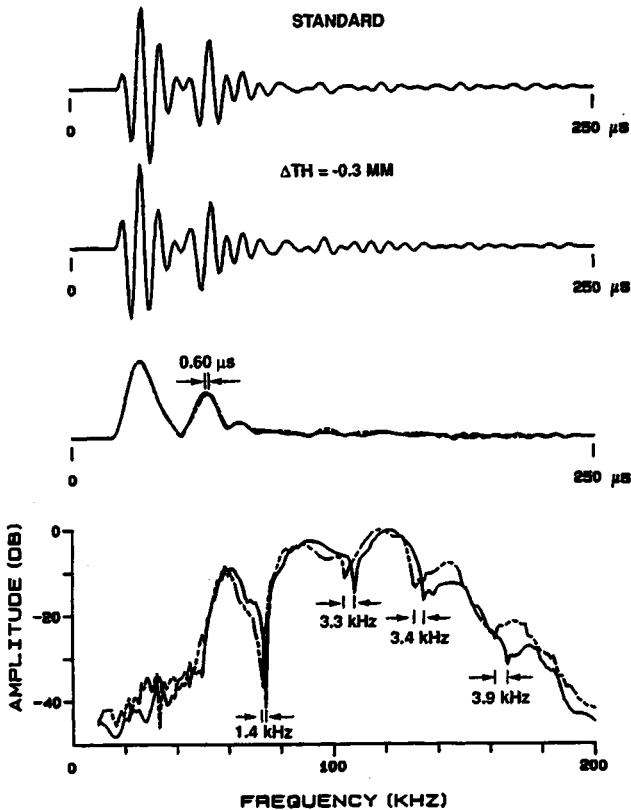 STANDARD
0
250 μs
ΔTH = -0.3 MM
0
250 μs
0.60 μs
0
250 μs
AMPLITUDE (DB)
0
-20
-40
1.4 kHz
3.3 kHz
3.4 kHz
3.9 kHz
0
100
200
FREQUENCY (KHZ)